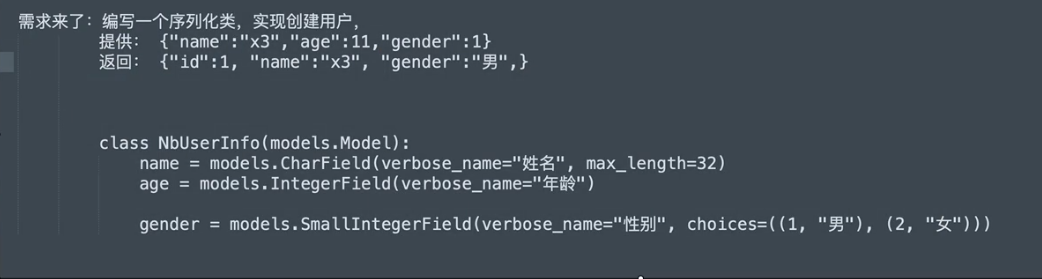 需求来了：编写一个序列化类，实现创建用户，
提供： {"name":"x3","age":11,"gender":1}
返回： {"id":1, "name":"x3", "gender":"男",}
class NbUserInfo(models.Model):
name = models.CharField(verbose_name="姓名", max_length=32)
age = models.IntegerField(verbose_name="年龄")
gender = models.SmallIntegerField(verbose_name="性别", choices=((1, "男"), (2, "女")))